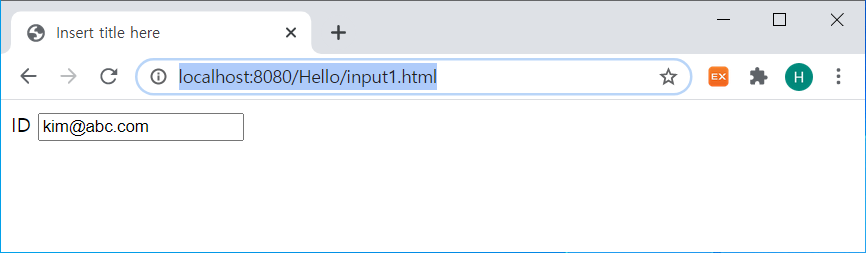 Insert title here
localhost:8080/Hello/input1.html
EX
H
ID kim@abc.com